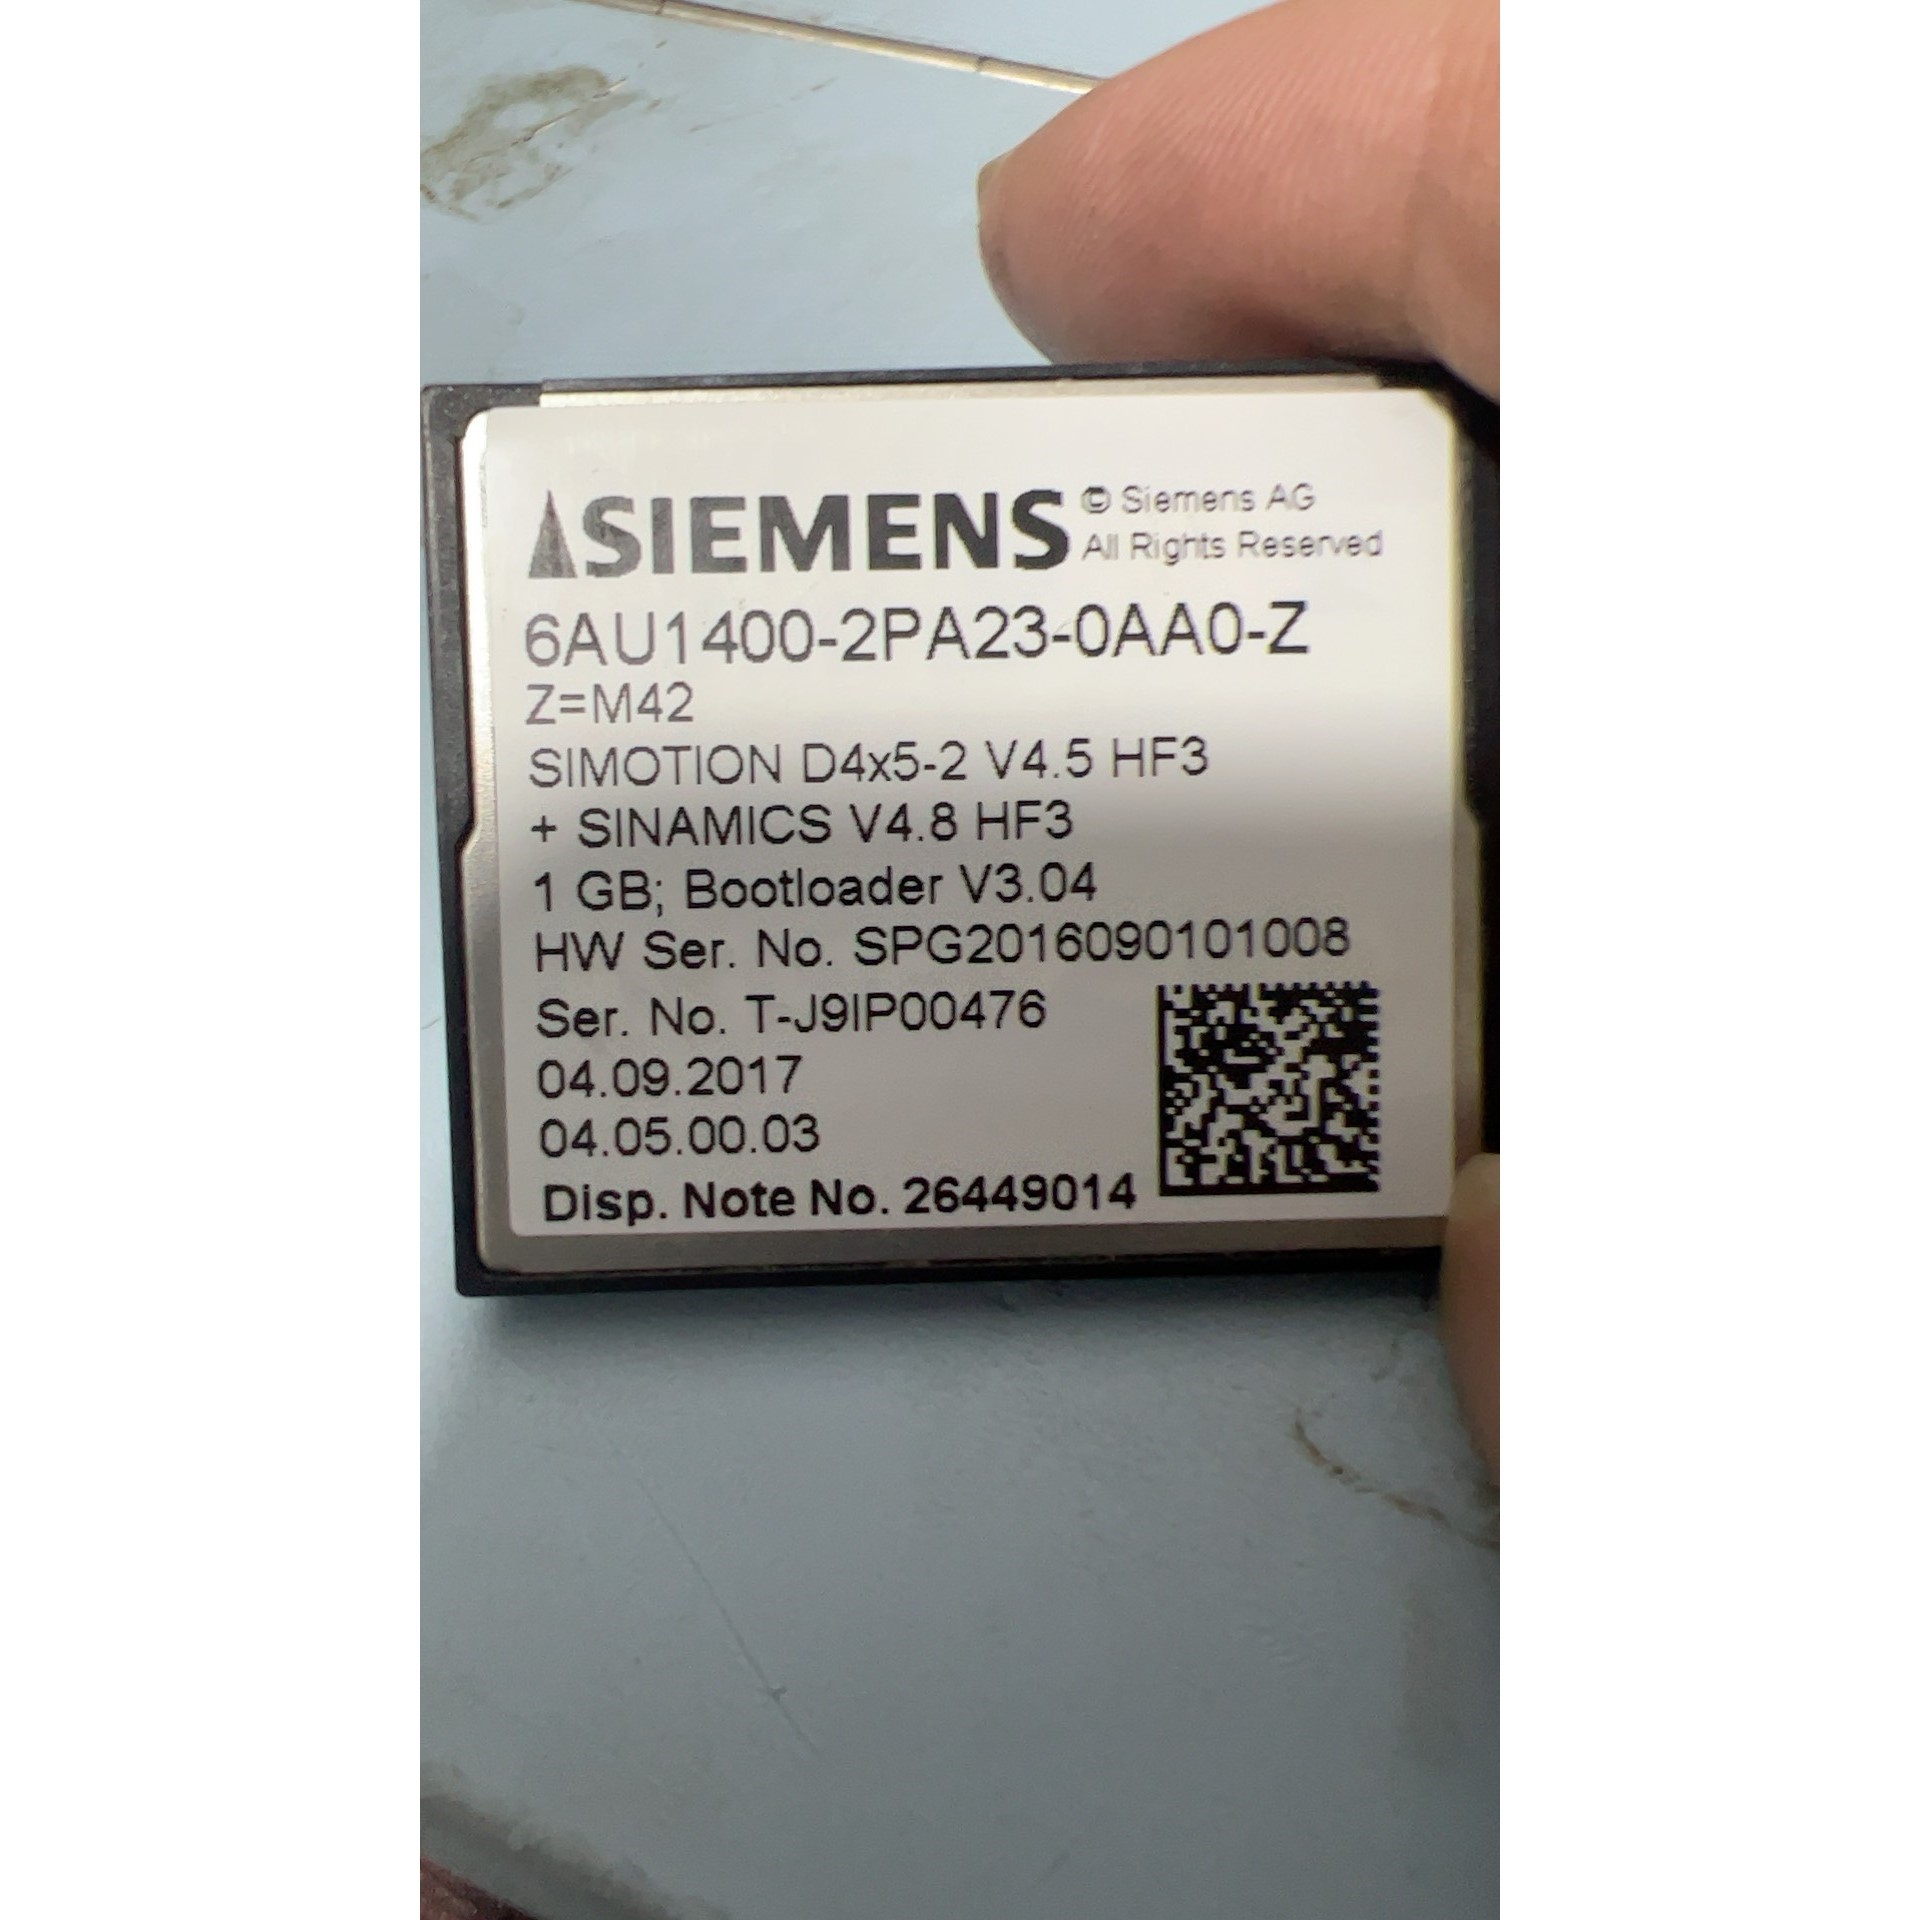 SIEMENS © Siemens AG
All Rights Reserved
6AU1400-2PA23-0AA0-Z
Z=M42
SIMOTION D4x5-2 V4.5 HF3
+ SINAMICS V4.8 HF3
1 GB; Bootloader V3.04
HW Ser. No. SPG2016090101008
Ser. No. T-J9IP00476
04.09.2017
04.05.00.03
Disp. Note No. 26449014